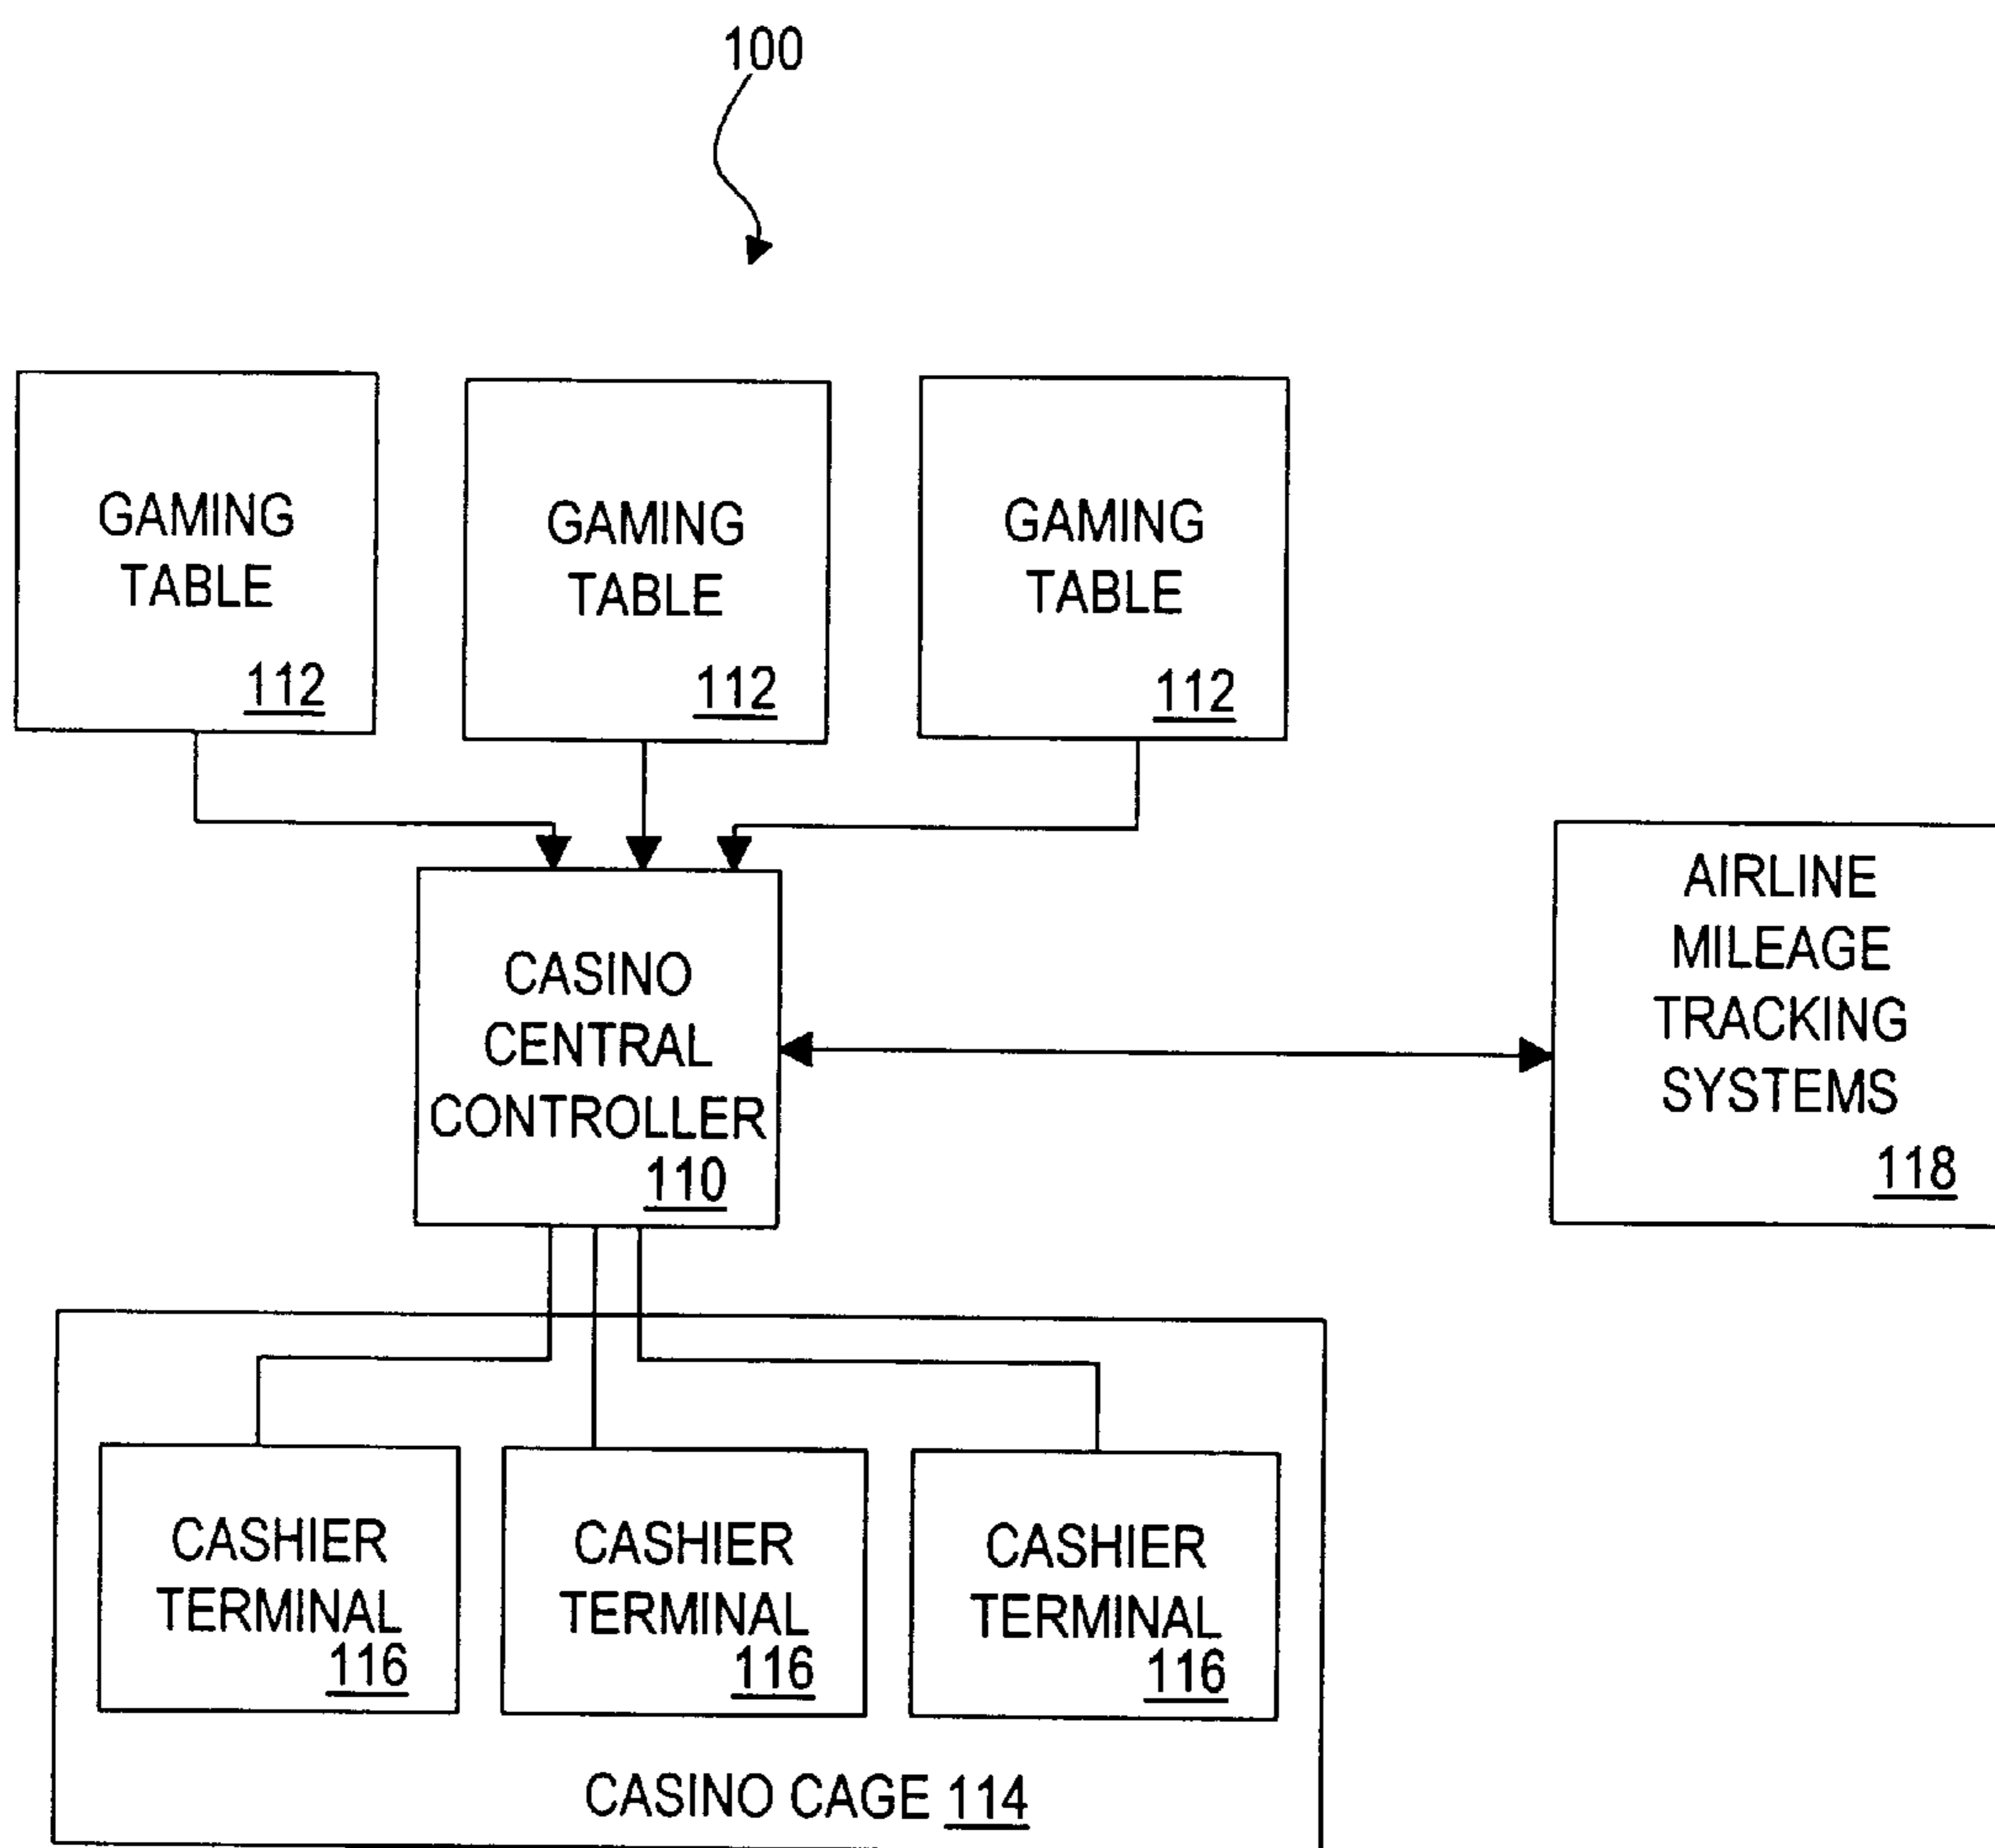 100
GAMING
TABLE
112
GAMING
TABLE
112
GAMING
TABLE
112
CASINO
CENTRAL
CONTROLLER
110
AIRLINE
MILEAGE
TRACKING
SYSTEMS
118
CASHIER
TERMINAL
116
CASHIER
TERMINAL
116
CASHIER
TERMINAL
116
CASINO CAGE 114